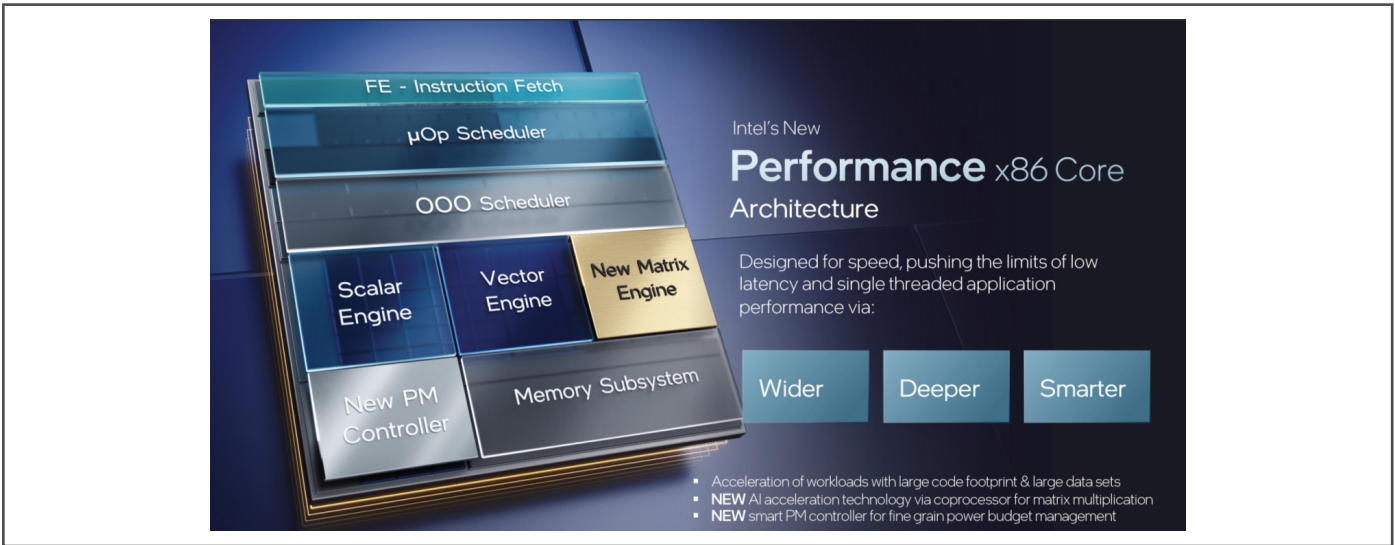 FE - Instruction Fetch
µOp Scheduler
OOO Scheduler
Scalar
Engine
Vector
Engine
New Matrix
Engine
New PM
Controller
Memory Subsystem
Intel's New
Performance x86 Core
Architecture
Designed for speed, pushing the limits of low
latency and single threaded application
performance via:
Wider
Deeper
Smarter
▪ Acceleration of workloads with large code footprint & large data sets
▪ NEW AI acceleration technology via coprocessor for matrix multiplication
▪ NEW smart PM controller for fine grain power budget management